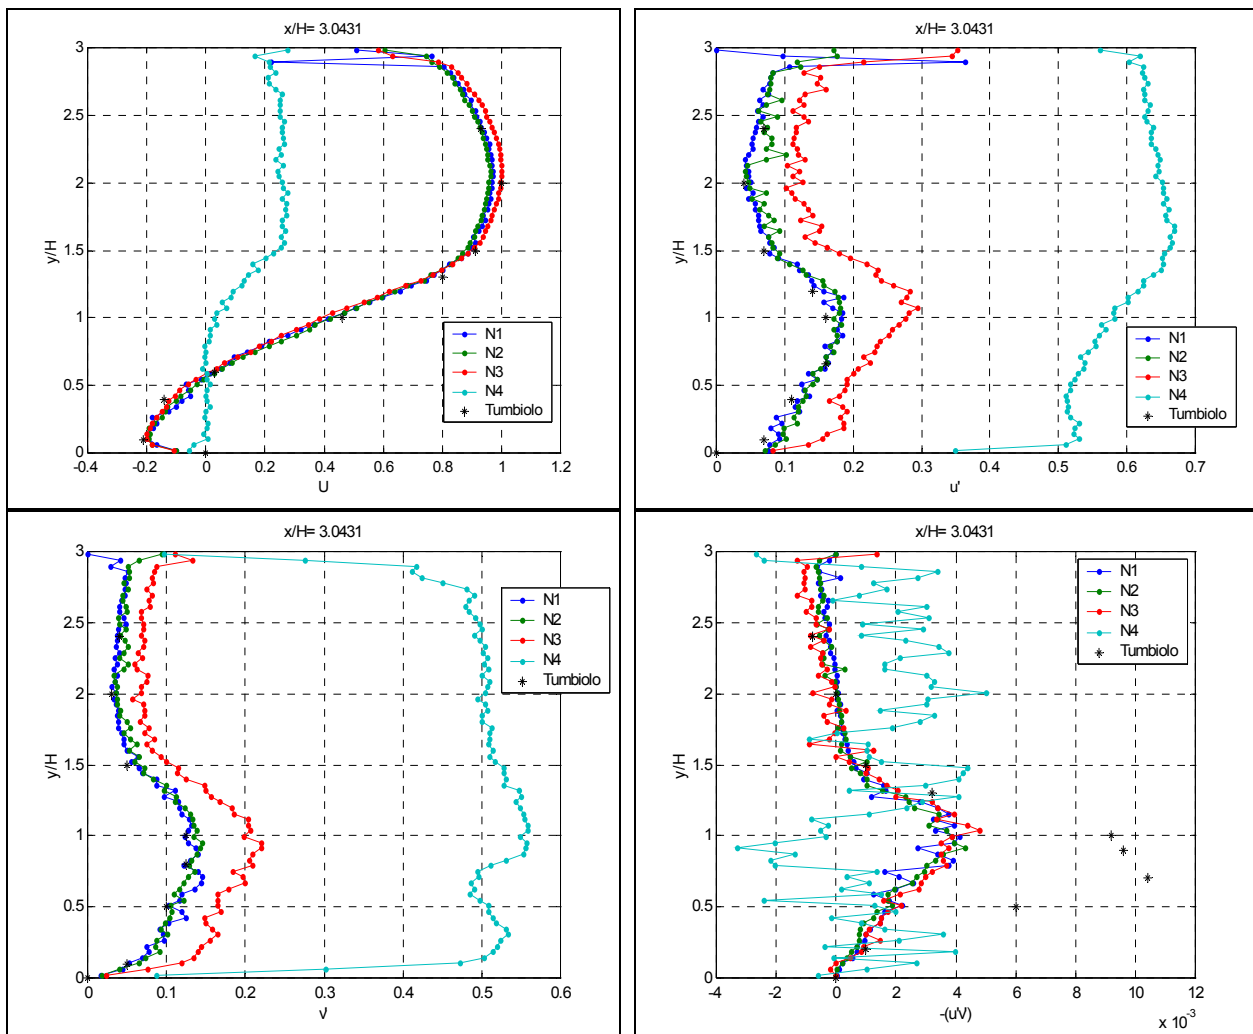 x/H= 3.0431
3
2.5
2
1.5
1
0.5
0
y/H
-0.4 -0.2 0 0.2 0.4 0.6 0.8 1 1.2
U
N1
N2
N3
N4
Tumbiolo
x/H= 3.0431
3
2.5
2
1.5
1
0.5
0
y/H
0 0.1 0.2 0.3 0.4 0.5 0.6 0.7
u'
N1
N2
N3
N4
Tumbiolo
x/H= 3.0431
3
2.5
2
1.5
1
0.5
0
y/H
0 0.1 0.2 0.3 0.4 0.5 0.6
v'
N1
N2
N3
N4
Tumbiolo
x/H= 3.0431
3
2.5
2
1.5
1
0.5
0
y/H
-4 -2 0 2 4 6 8 10 12
-(u'v')
x 10⁻³
N1
N2
N3
N4
Tumbiolo